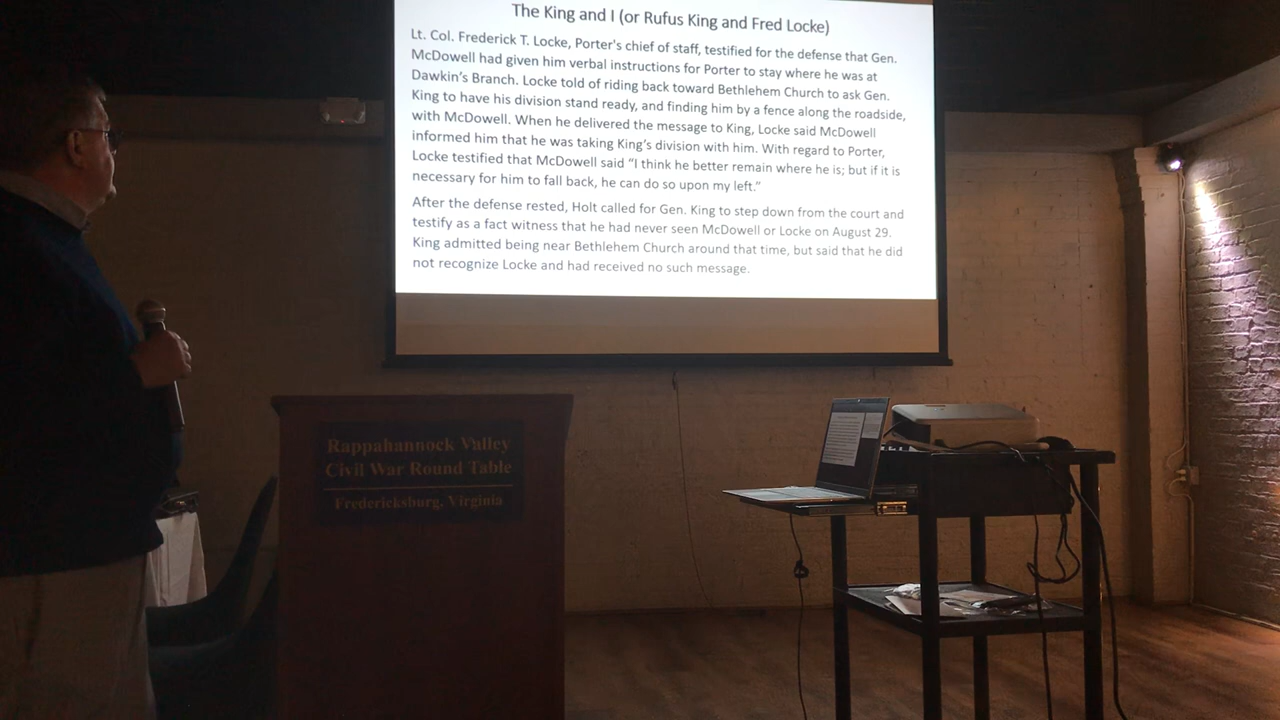 The King and I (or Rufus King and Fred Locke)
Lt. Col. Frederick T. Locke, Porter's chief of staff, testified for the defense that Gen.
McDowell had given him verbal instructions for Porter to stay where he was at
Dawkin's Branch. Locke told of riding back toward Bethlehem Church to ask Gen.
King to have his division stand ready, and finding him by a fence along the roadside,
with McDowell. When he delivered the message to King, Locke said McDowell
informed him that he was taking King's division with him. With regard to Porter,
Locke testified that McDowell said “I think he better remain where he is; but if it is
necessary for him to fall back, he can do so upon my left.”
After the defense rested, Holt called for Gen. King to step down from the court and
testify as a fact witness that he had never seen McDowell or Locke on August 29.
King admitted being near Bethlehem Church around that time, but said that he did
not recognize Locke and had received no such message.
Rappahannock Valley
Civil War Round Table
Fredericksburg, Virginia